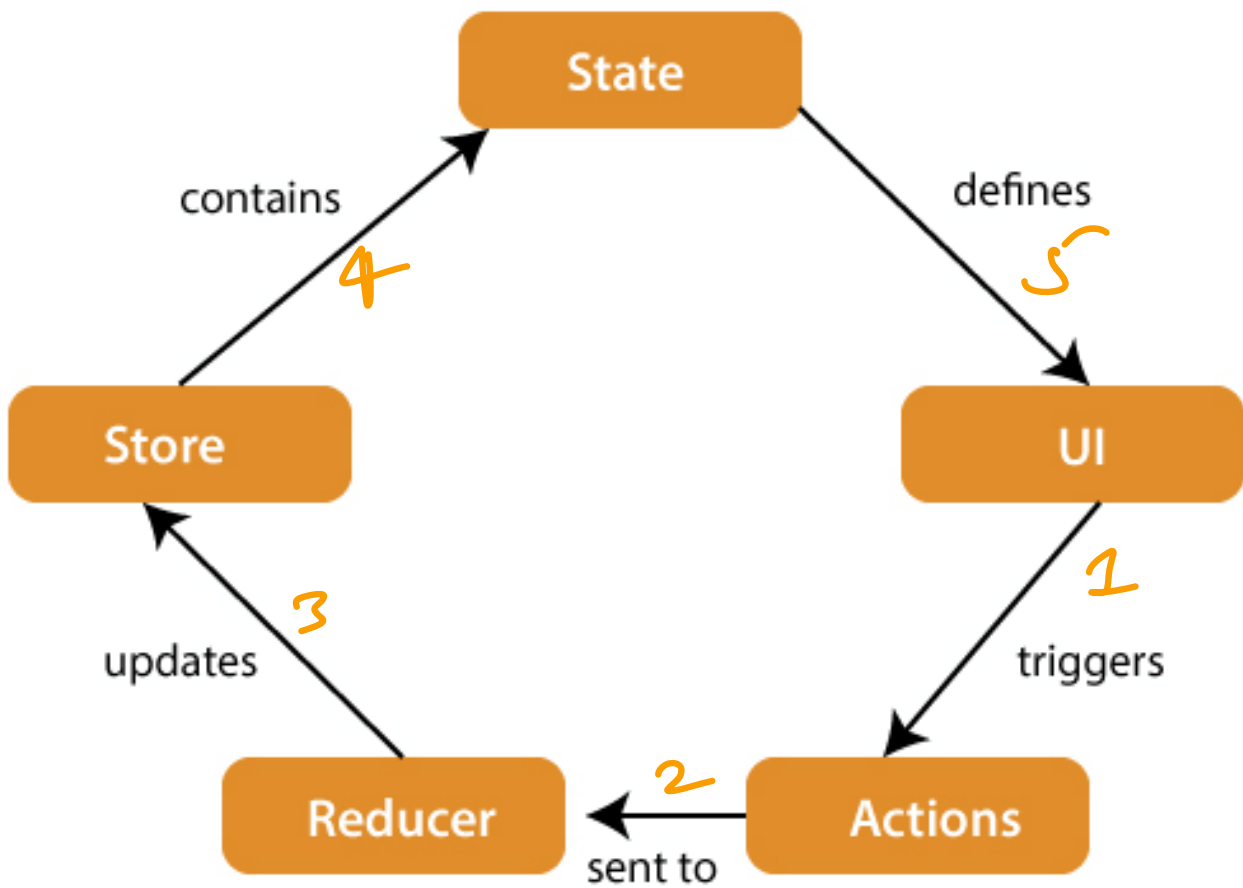 State
contains
defines
4
5
Store
UI
1
3
updates
triggers
2
Reducer
Actions
sent to